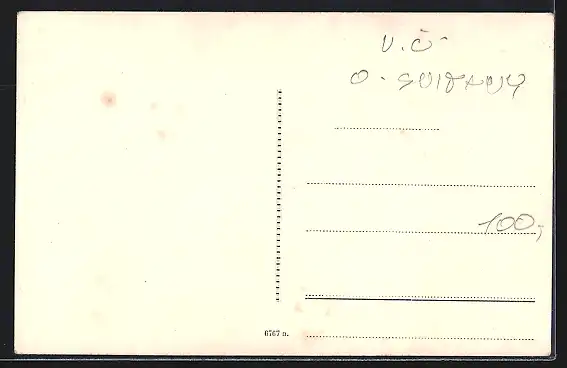 V. Č.
O. SVITAVY
100,-
6767 n.